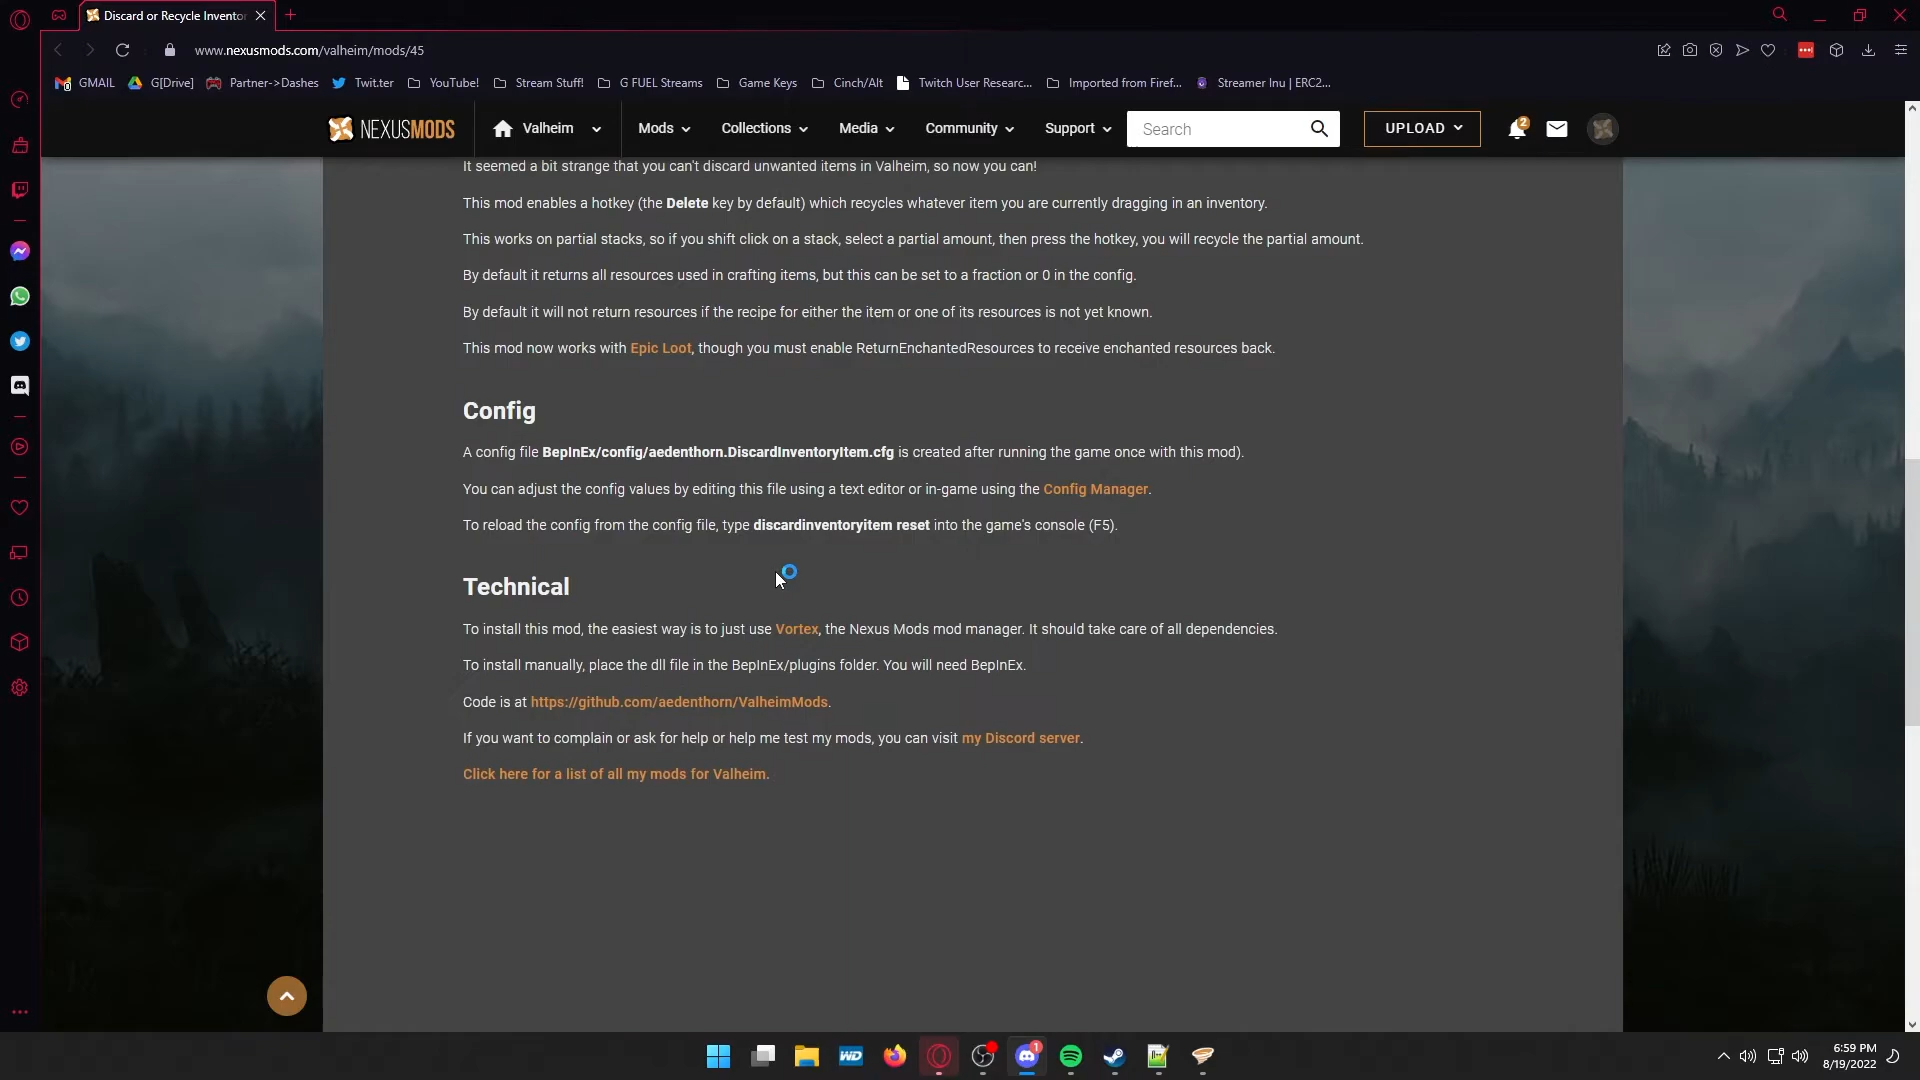 Discard or Recycle Inventor
www.nexusmods.com/valheim/mods/45
GMAIL G[Drive] Partner->Dashes Twit.ter YouTube! Stream Stuff! G FUEL Streams Game Keys Cinch/Alt Twitch User Researc... Imported from Firef... Streamer Inu | ERC2...
NEXUSMODS Valheim Mods Collections Media Community Support Search UPLOAD 2
It seemed a bit strange that you can't discard unwanted items in Valheim, so now you can!
This mod enables a hotkey (the Delete key by default) which recycles whatever item you are currently dragging in an inventory.
This works on partial stacks, so if you shift click on a stack, select a partial amount, then press the hotkey, you will recycle the partial amount.
By default it returns all resources used in crafting items, but this can be set to a fraction or 0 in the config.
By default it will not return resources if the recipe for either the item or one of its resources is not yet known.
This mod now works with Epic Loot, though you must enable ReturnEnchantedResources to receive enchanted resources back.
Config
A config file BepInEx/config/aedenthorn.DiscardInventoryItem.cfg is created after running the game once with this mod).
You can adjust the config values by editing this file using a text editor or in-game using the Config Manager.
To reload the config from the config file, type discardinventoryitem reset into the game's console (F5).
Technical
To install this mod, the easiest way is to just use Vortex, the Nexus Mods mod manager. It should take care of all dependencies.
To install manually, place the dll file in the BepInEx/plugins folder. You will need BepInEx.
Code is at https://github.com/aedenthorn/ValheimMods.
If you want to complain or ask for help or help me test my mods, you can visit my Discord server.
Click here for a list of all my mods for Valheim.
WD 1 6:59 PM
8/19/2022